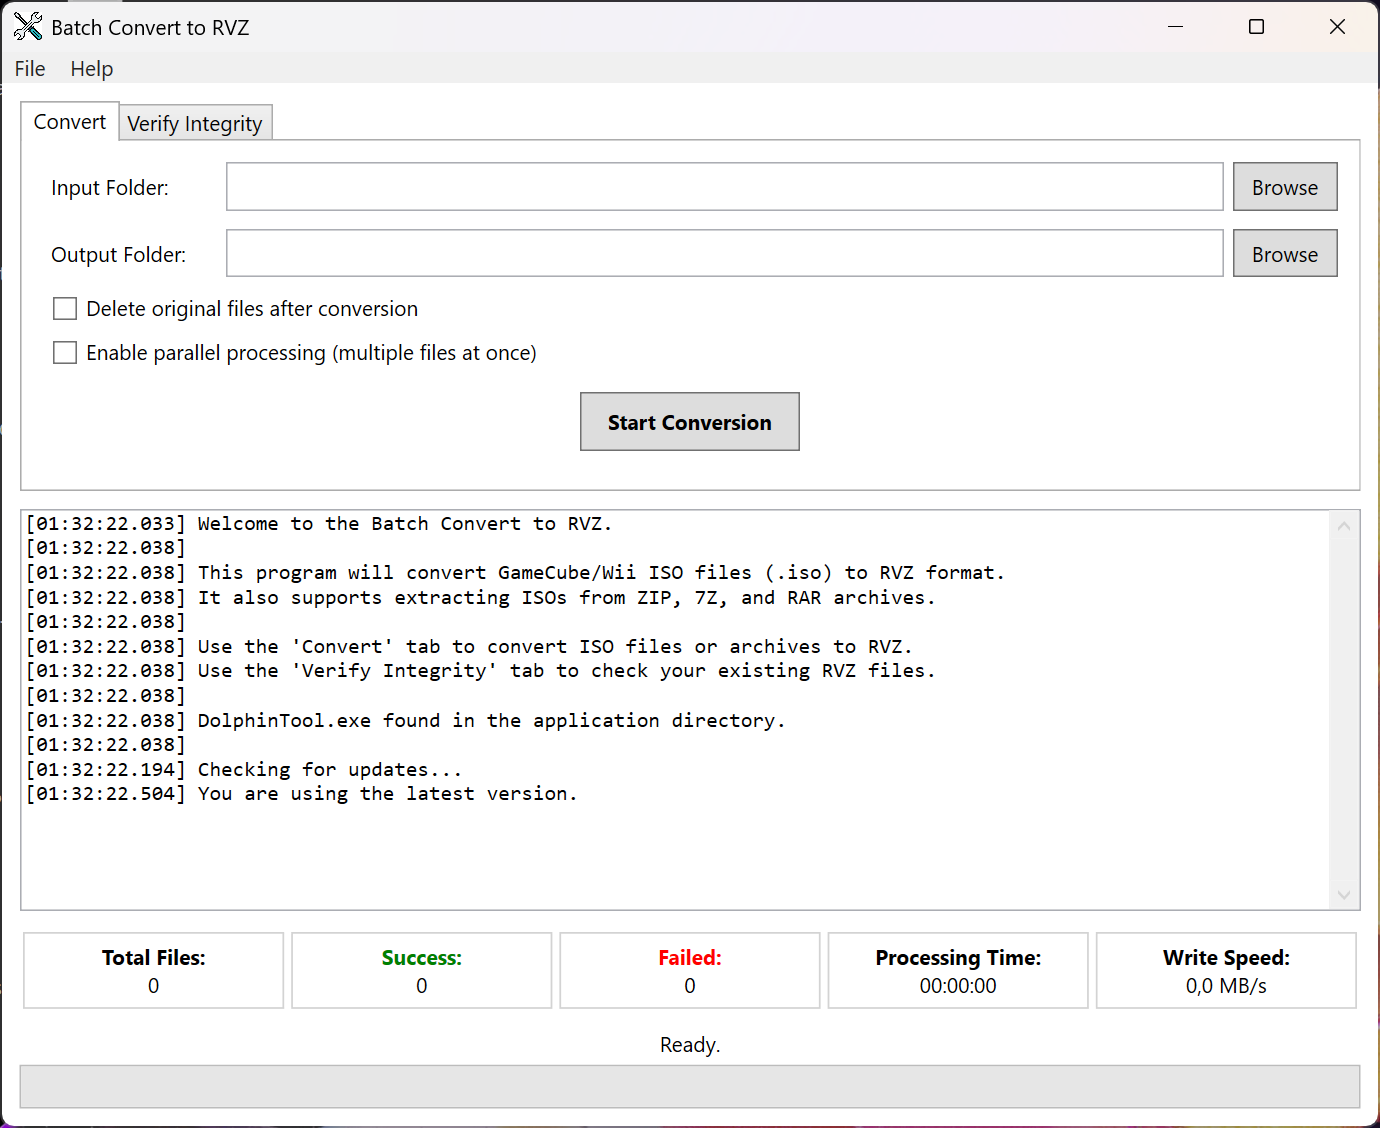 Batch Convert to RVZ
File Help
Convert Verify Integrity
Input Folder: Browse
Output Folder: Browse
Delete original files after conversion
Enable parallel processing (multiple files at once)
Start Conversion
[01:32:22.033] Welcome to the Batch Convert to RVZ.
[01:32:22.038]
[01:32:22.038] This program will convert GameCube/Wii ISO files (.iso) to RVZ format.
[01:32:22.038] It also supports extracting ISOs from ZIP, 7Z, and RAR archives.
[01:32:22.038]
[01:32:22.038] Use the 'Convert' tab to convert ISO files or archives to RVZ.
[01:32:22.038] Use the 'Verify Integrity' tab to check your existing RVZ files.
[01:32:22.038]
[01:32:22.038] DolphinTool.exe found in the application directory.
[01:32:22.038]
[01:32:22.194] Checking for updates...
[01:32:22.504] You are using the latest version.
Total Files: Success: Failed: Processing Time: Write Speed:
0 0 0 00:00:00 0,0 MB/s
Ready.